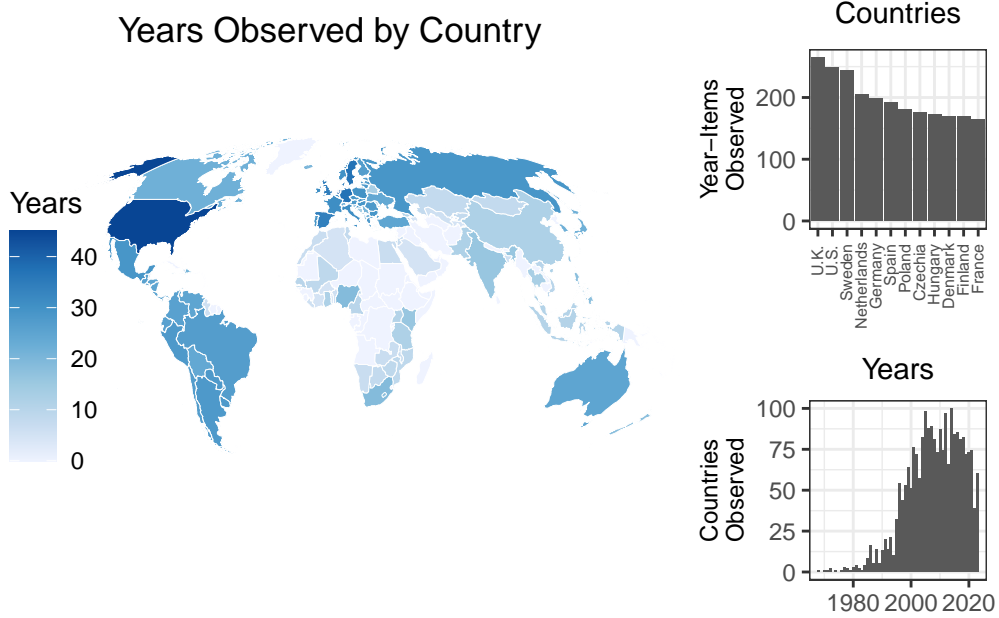 Years Observed by Country
Years
40
30
20
10
0
Countries
Year−Items
Observed
200
100
0
U.K.
U.S.
Sweden
Netherlands
Germany
Spain
Poland
Czechia
Hungary
Denmark
Finland
France
Years
Countries
Observed
100
75
50
25
0
1980 2000 2020